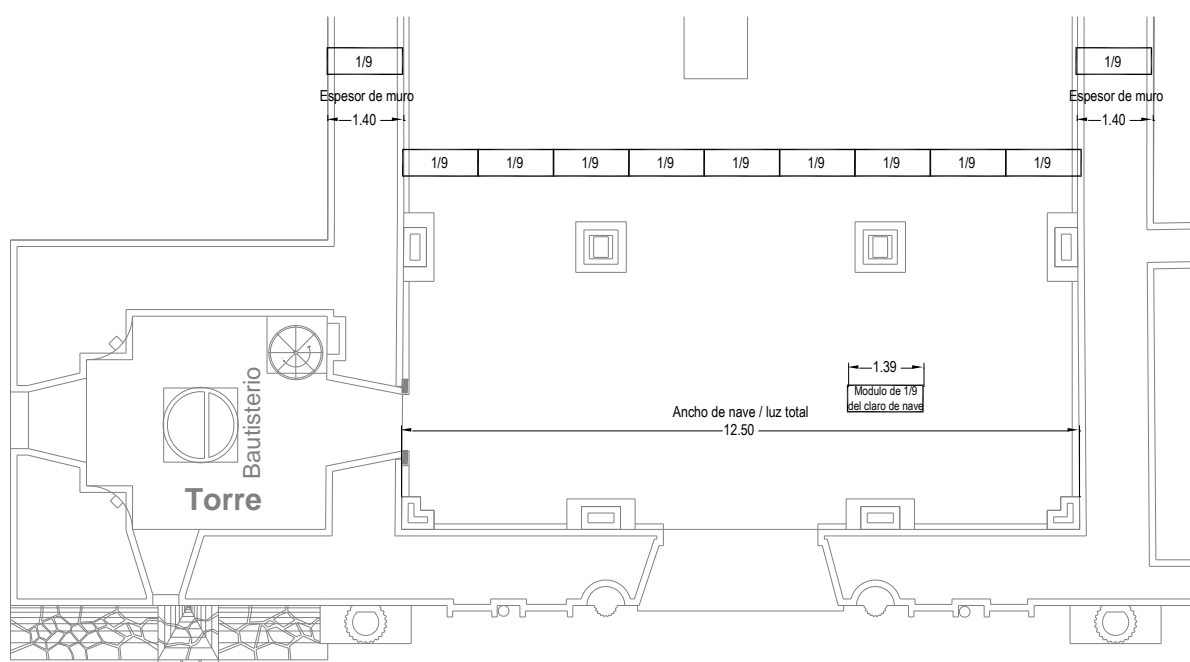 1/9
1/9
Espesor de muro
1.40
Espesor de muro
1.40
1/9 1/9 1/9 1/9 1/9 1/9 1/9 1/9 1/9
1.39
Modulo de 1/9
del claro de nave
Ancho de nave / luz total
12.50
Bautisterio
Torre